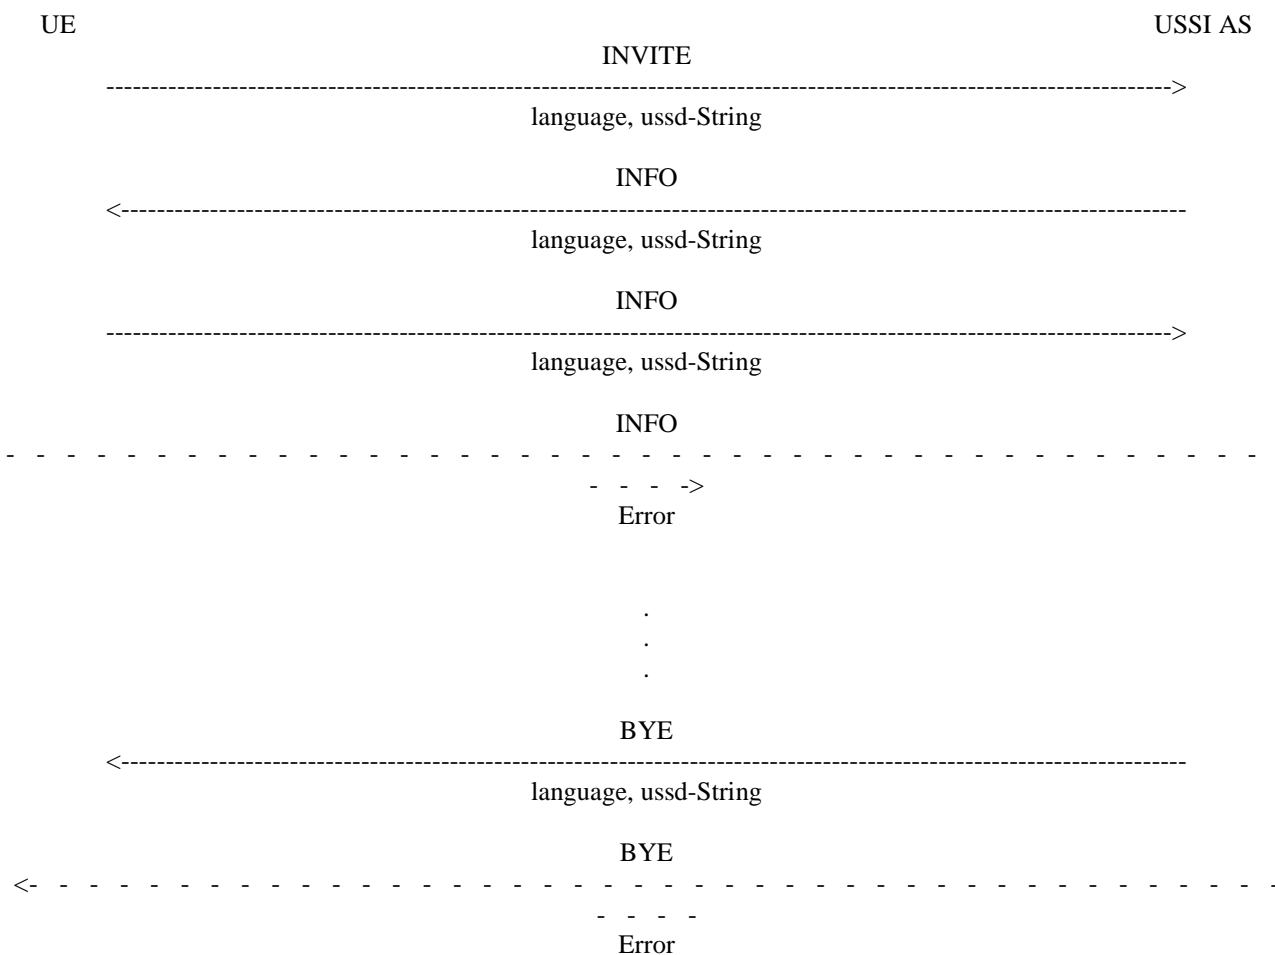 UE USSI AS
INVITE
------------------------------------------------------------------------------------------------------------------------>
language, ussd-String
INFO
<------------------------------------------------------------------------------------------------------------------------
language, ussd-String
INFO
------------------------------------------------------------------------------------------------------------------------>
language, ussd-String
INFO
- - - - - - - - - - - - - - - - - - - - - - - - - - - - - - - - - - - - - - - - - -
- - - ->
Error
.
.
.
BYE
<------------------------------------------------------------------------------------------------------------------------
language, ussd-String
BYE
<- - - - - - - - - - - - - - - - - - - - - - - - - - - - - - - - - - - - - - - - - -
- - - -
Error